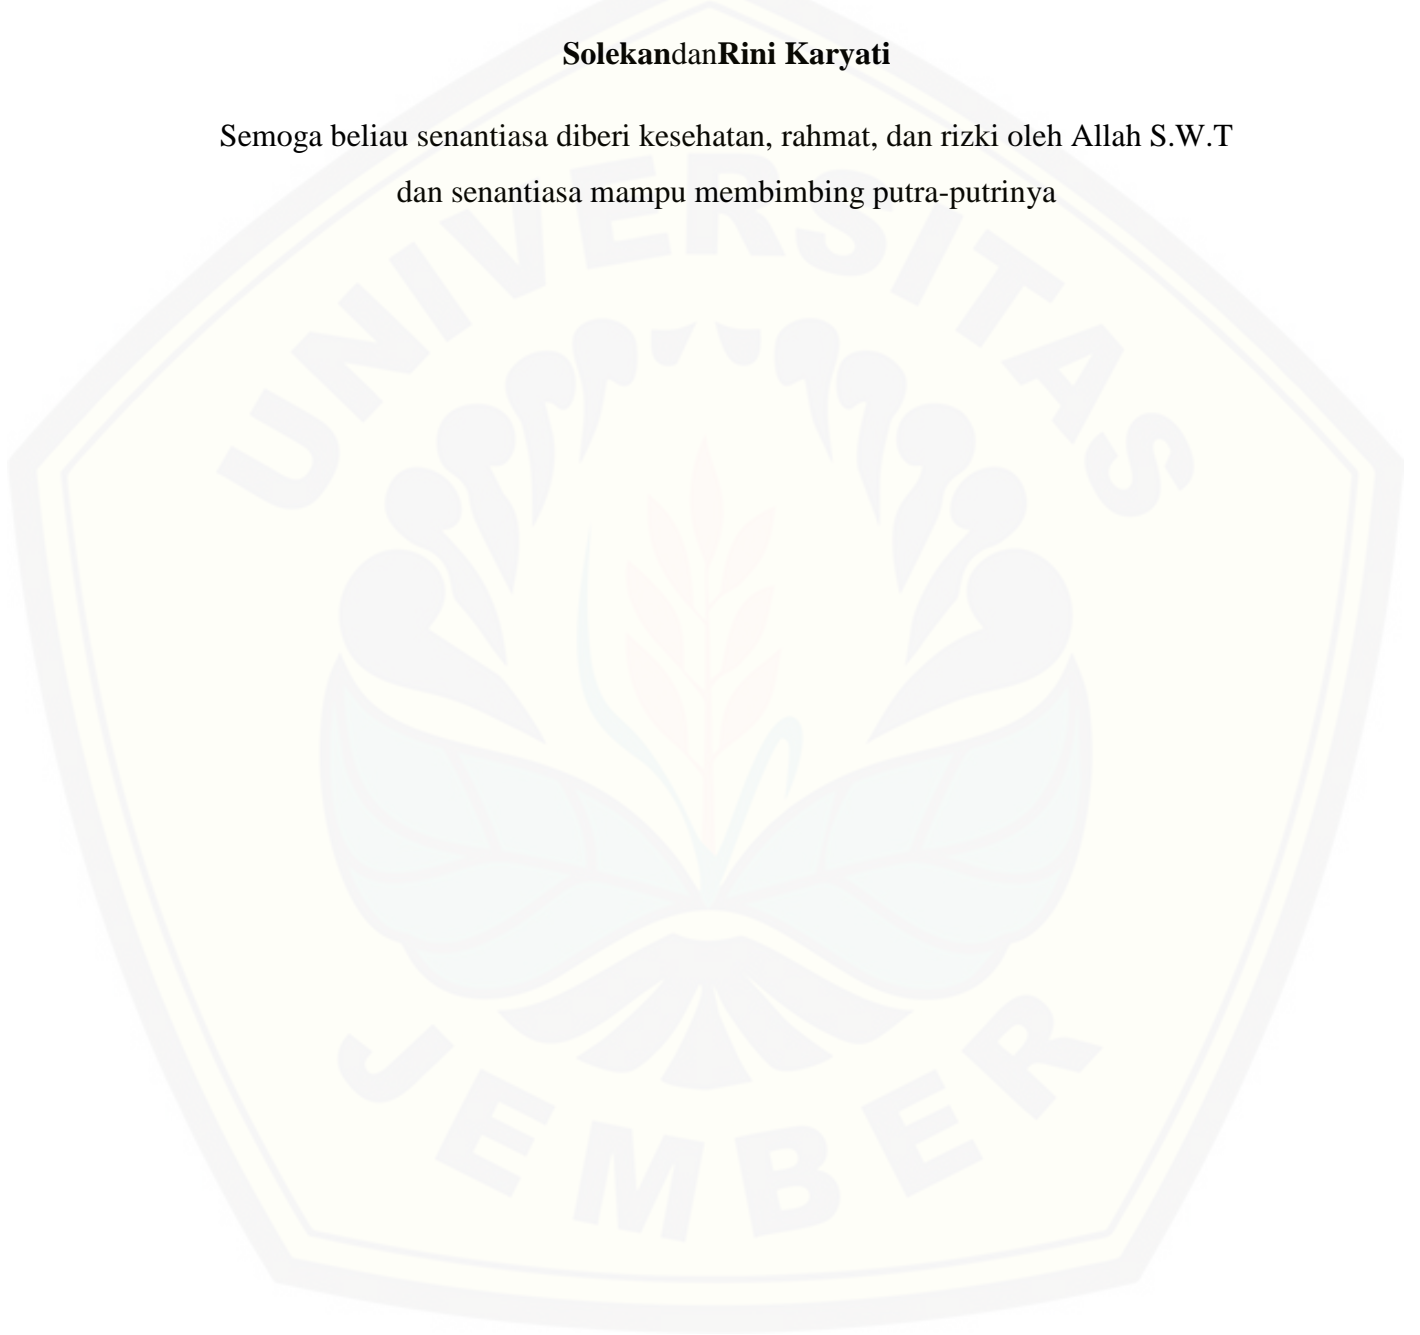 SolekandanRini Karyati
Semoga beliau senantiasa diberi kesehatan, rahmat, dan rizki oleh Allah S.W.T
dan senantiasa mampu membimbing putra-putrinya
UNIVERSITAS
JEMBER